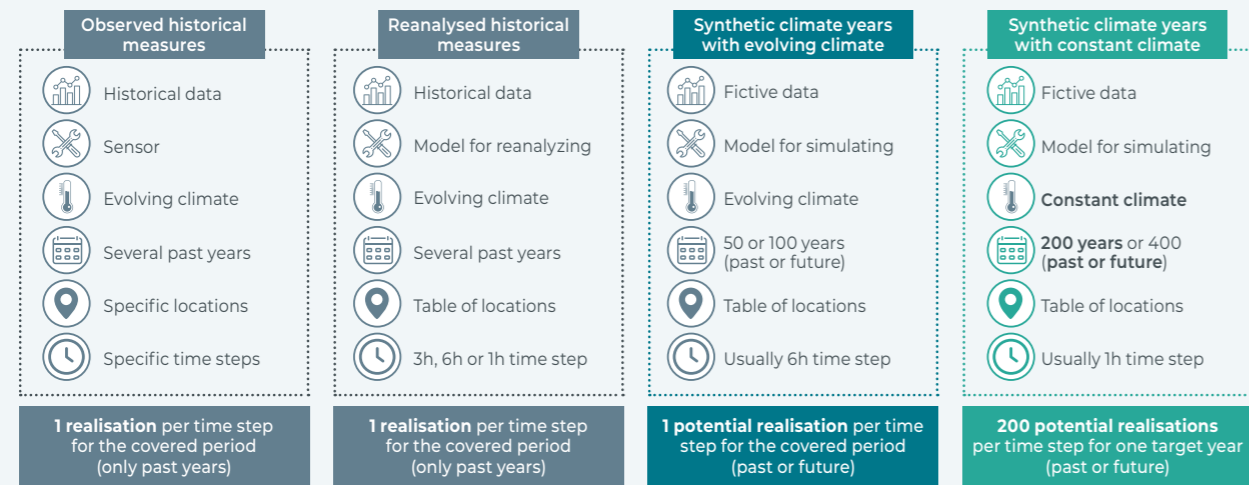 Observed historical
measures
Historical data
Sensor
Evolving climate
Several past years
Specific locations
Specific time steps
1 realisation per time step
for the covered period
(only past years)
Reanalysed historical
measures
Historical data
Model for reanalyzing
Evolving climate
Several past years
Table of locations
3h, 6h or 1h time step
1 realisation per time step
for the covered period
(only past years)
Synthetic climate years
with evolving climate
Fictive data
Model for simulating
Evolving climate
50 or 100 years
(past or future)
Table of locations
Usually 6h time step
1 potential realisation per time
step for the covered period
(past or future)
Synthetic climate years
with constant climate
Fictive data
Model for simulating
Constant climate
200 years or 400
(past or future)
Table of locations
Usually 1h time step
200 potential realisations
per time step for one target year
(past or future)